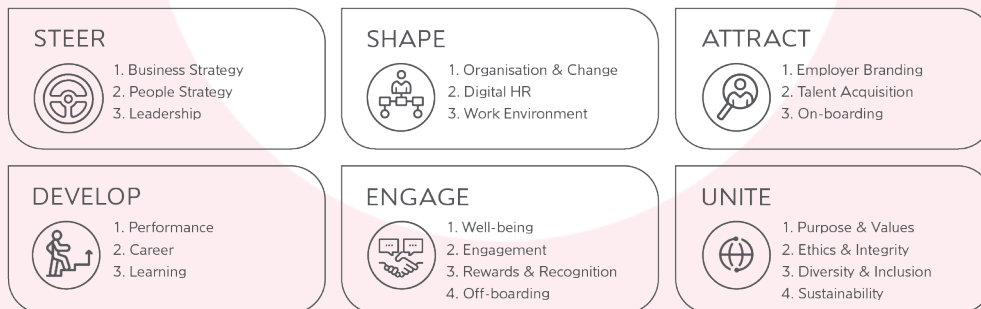 STEER
1. Business Strategy
2. People Strategy
3. Leadership
SHAPE
1. Organisation & Change
2. Digital HR
3. Work Environment
ATTRACT
1. Employer Branding
2. Talent Acquisition
3. On-boarding
DEVELOP
1. Performance
2. Career
3. Learning
ENGAGE
1. Well-being
2. Engagement
3. Rewards & Recognition
4. Off-boarding
UNITE
1. Purpose & Values
2. Ethics & Integrity
3. Diversity & Inclusion
4. Sustainability